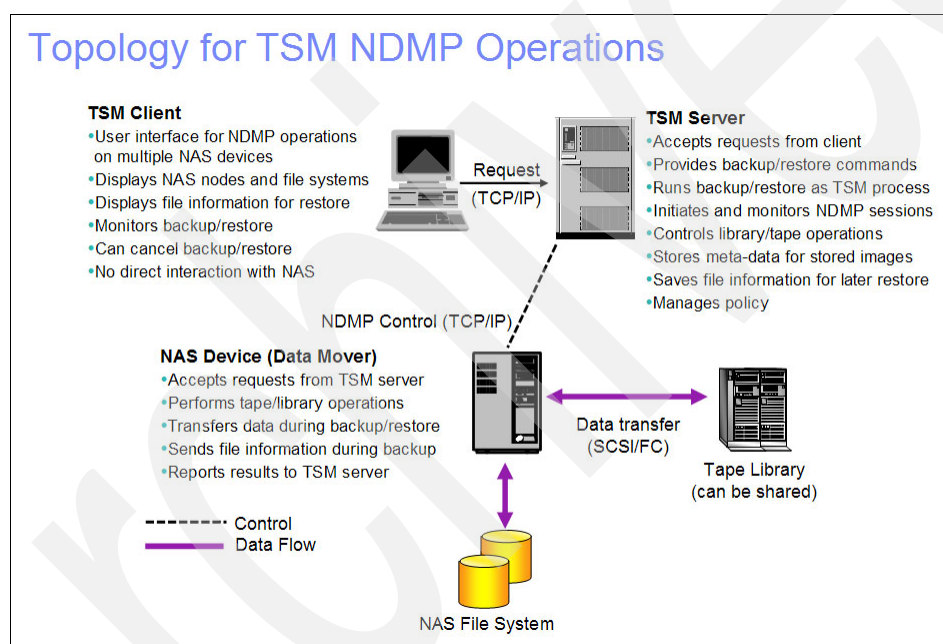 Topology for TSM NDMP Operations
TSM Client
•User interface for NDMP operations
on multiple NAS devices
•Displays NAS nodes and file systems
•Displays file information for restore
•Monitors backup/restore
•Can cancel backup/restore
•No direct interaction with NAS
Request
(TCP/IP)
TSM Server
•Accepts requests from client
•Provides backup/restore commands
•Runs backup/restore as TSM process
•Initiates and monitors NDMP sessions
•Controls library/tape operations
•Stores meta-data for stored images
•Saves file information for later restore
•Manages policy
NDMP Control (TCP/IP)
NAS Device (Data Mover)
•Accepts requests from TSM server
•Performs tape/library operations
•Transfers data during backup/restore
•Sends file information during backup
•Reports results to TSM server
Data transfer
(SCSI/FC)
Tape Library
(can be shared)
Control
Data Flow
NAS File System